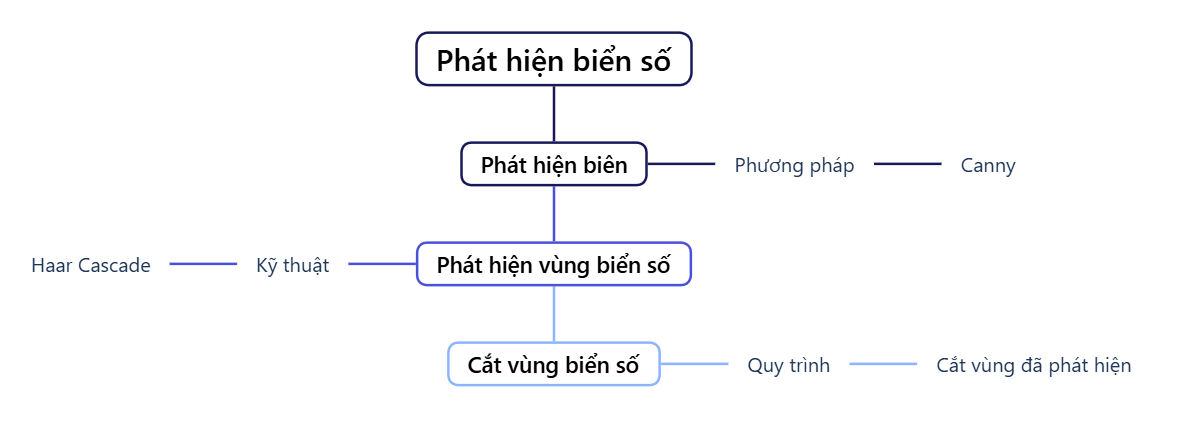 Phát hiện biển số
Phát hiện biên
Phương pháp
Canny
Haar Cascade
Kỹ thuật
Phát hiện vùng biển số
Cắt vùng biển số
Quy trình
Cắt vùng đã phát hiện